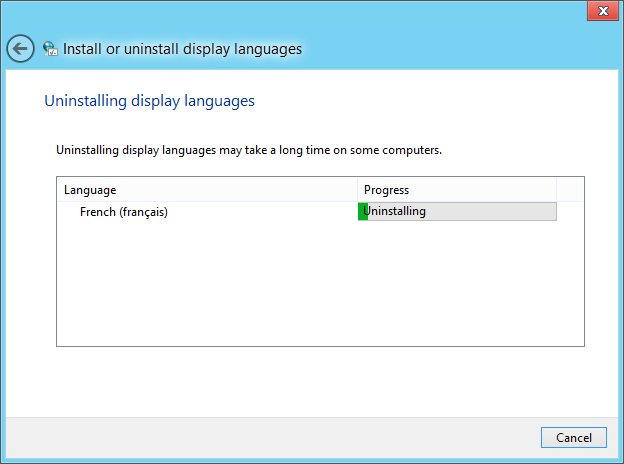 Install or uninstall display languages
Uninstalling display languages
Uninstalling display languages may take a long time on some computers.
Language Progress
French (français) Uninstalling
Cancel